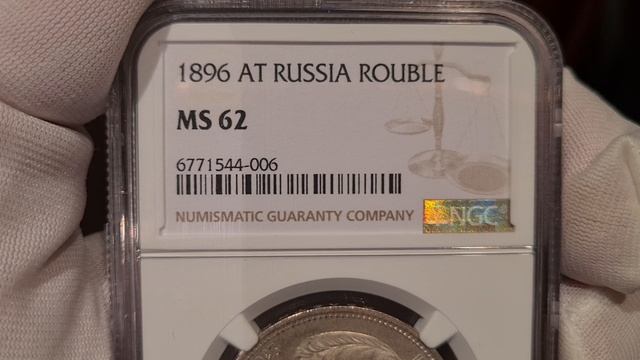 1896 AT RUSSIA ROUBLE
MS 62
6771544-006
NUMISMATIC GUARANTY COMPANY
NGC